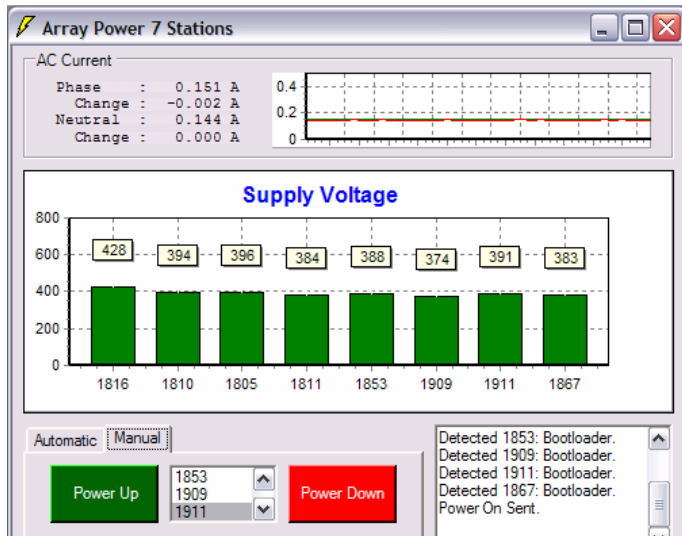 Array Power 7 Stations
AC Current
Phase : 0.151 A
Change : -0.002 A
Neutral : 0.144 A
Change : 0.000 A
0.4
0.2
0
Supply Voltage
800
600
400
200
0
428 394 396 384 388 374 391 383
1816 1810 1805 1811 1853 1909 1911 1867
Automatic Manual
Power Up
1853
1909
1911
Power Down
Detected 1853: Bootloader.
Detected 1909: Bootloader.
Detected 1911: Bootloader.
Detected 1867: Bootloader.
Power On Sent.